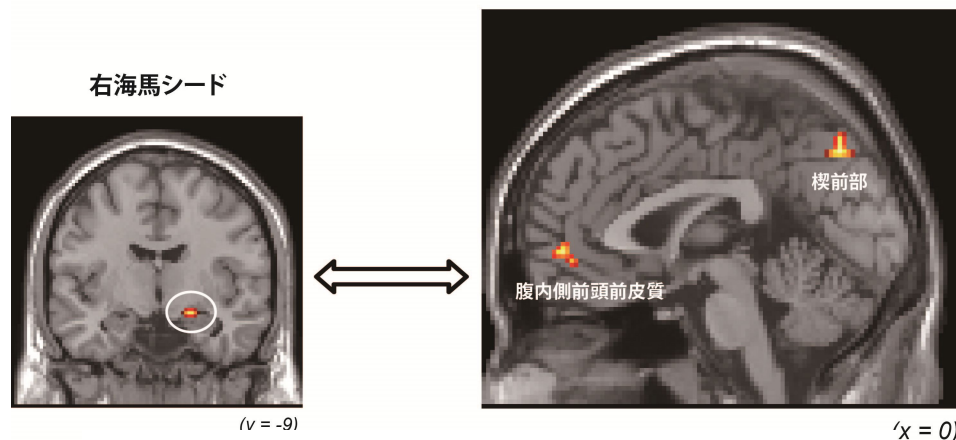 右海馬シード
楔前部
腹内側前頭前皮質
(y = -9)
(x = 0)